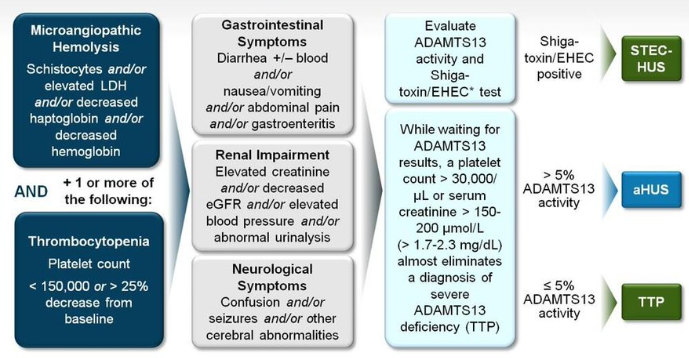 Microangiopathic
Hemolysis
Schistocytes and/or
elevated LDH
and/or decreased
haptoglobin and/or
decreased
hemoglobin
AND
+ 1 or more of
the following:
Thrombocytopenia
Platelet count
< 150,000 or > 25%
decrease from
baseline
Gastrointestinal
Symptoms
Diarrhea +/– blood
and/or
nausea/vomiting
and/or abdominal pain
and/or gastroenteritis
Renal Impairment
Elevated creatinine
and/or decreased
eGFR and/or elevated
blood pressure and/or
abnormal urinalysis
Neurological
Symptoms
Confusion and/or
seizures and/or other
cerebral abnormalities
Evaluate
ADAMTS13
activity and
Shiga-
toxin/EHEC* test
While waiting for
ADAMTS13
results, a platelet
count > 30,000/
µL or serum
creatinine > 150-
200 µmol/L
(> 1.7-2.3 mg/dL)
almost eliminates
a diagnosis of
severe
ADAMTS13
deficiency (TTP)
Shiga-
toxin/EHEC
positive
STEC-
HUS
> 5%
ADAMTS13
activity
aHUS
≤ 5%
ADAMTS13
activity
TTP